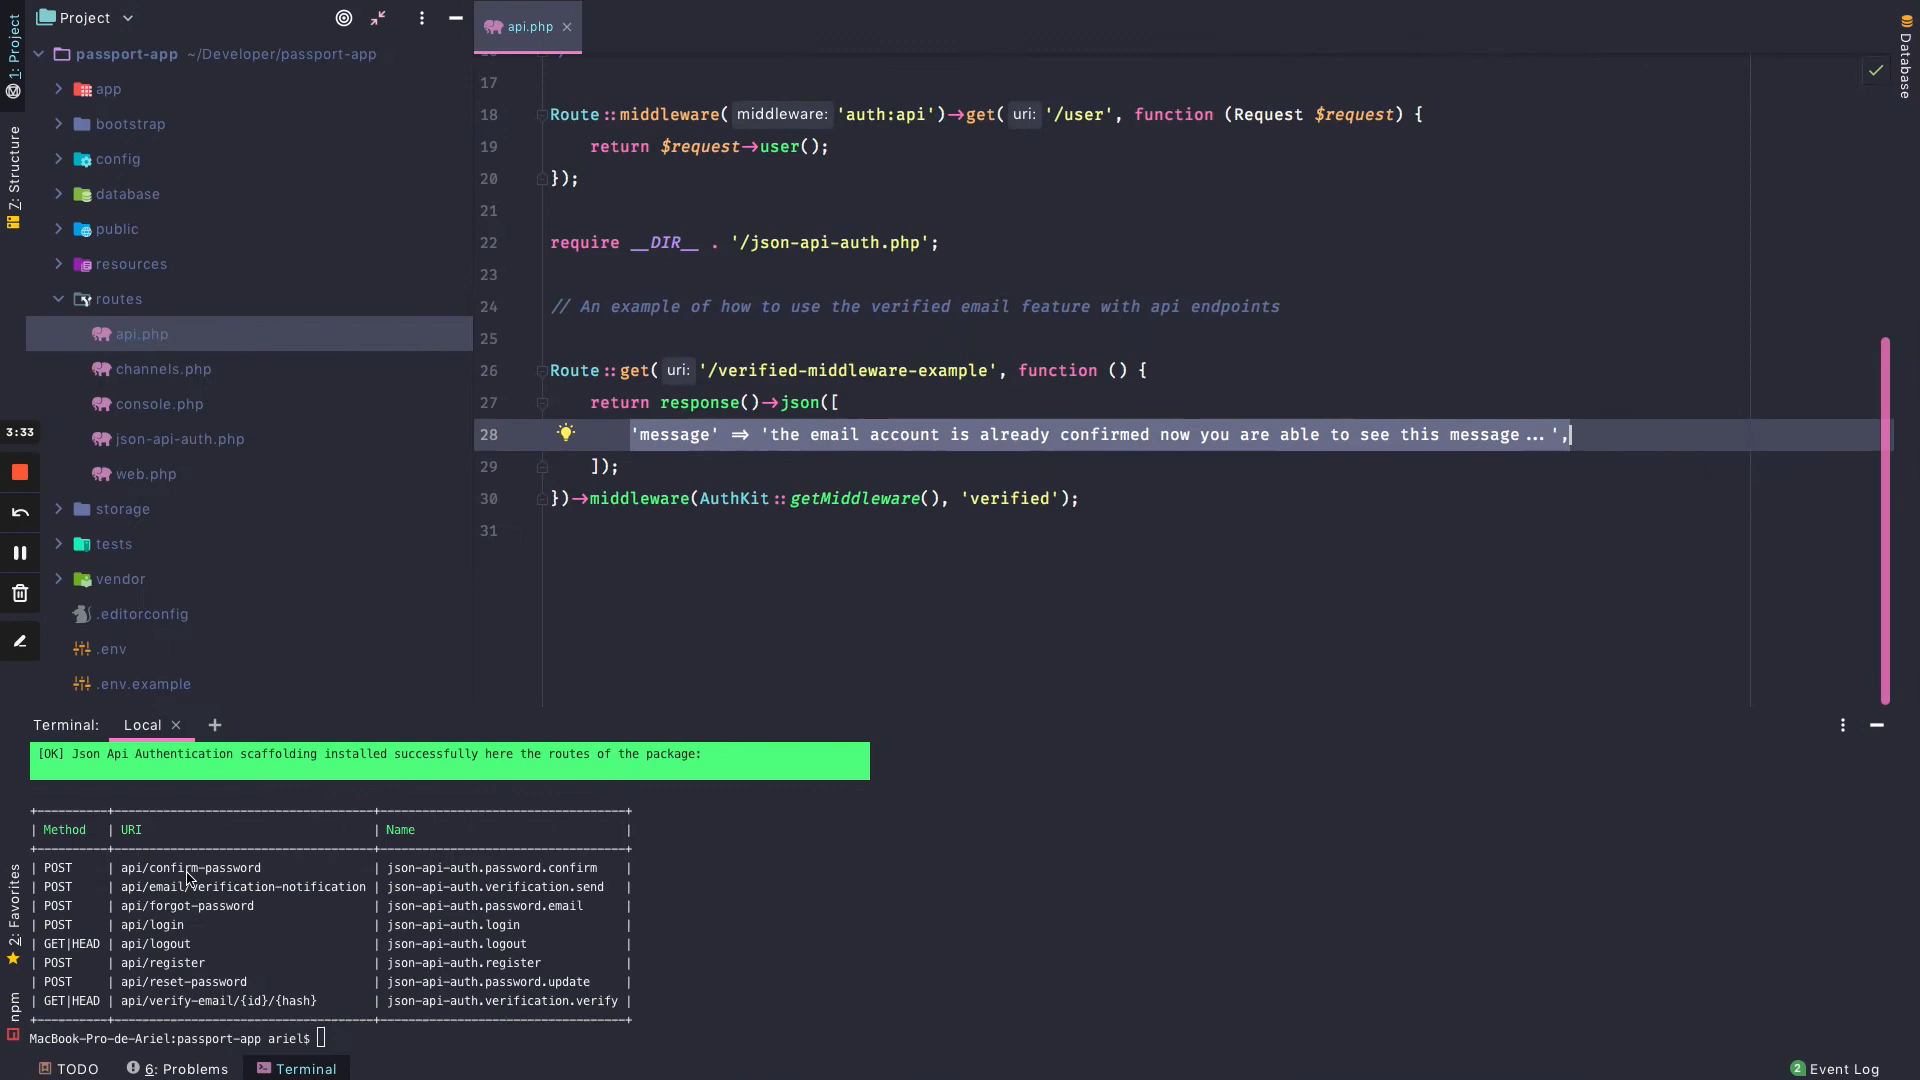 1: Project
Project
api.php
passport-app ~/Developer/passport-app
app
bootstrap
config
database
public
resources
routes
api.php
channels.php
console.php
json-api-auth.php
web.php
storage
tests
vendor
.editorconfig
.env
.env.example
7: Structure
3:33
2: Favorites
npm
Database
17
18 Route::middleware( middleware: 'auth:api')->get( uri: '/user', function (Request $request) {
19 return $request->user();
20 });
21
22 require __DIR__ . '/json-api-auth.php';
23
24 // An example of how to use the verified email feature with api endpoints
25
26 Route::get( uri: '/verified-middleware-example', function () {
27 return response()->json([
28 'message' => 'the email account is already confirmed now you are able to see this message...',
29 ]);
30 })->middleware(AuthKit::getMiddleware(), 'verified');
31
Terminal: Local +
[OK] Json Api Authentication scaffolding installed successfully here the routes of the package:
| Method | URI | Name |
| POST | api/confirm-password | json-api-auth.password.confirm |
| POST | api/email/verification-notification | json-api-auth.verification.send |
| POST | api/forgot-password | json-api-auth.password.email |
| POST | api/login | json-api-auth.login |
| GET|HEAD | api/logout | json-api-auth.logout |
| POST | api/register | json-api-auth.register |
| POST | api/reset-password | json-api-auth.password.update |
| GET|HEAD | api/verify-email/{id}/{hash} | json-api-auth.verification.verify |
MacBook-Pro-de-Ariel:passport-app ariel$
TODO 6: Problems Terminal 2 Event Log